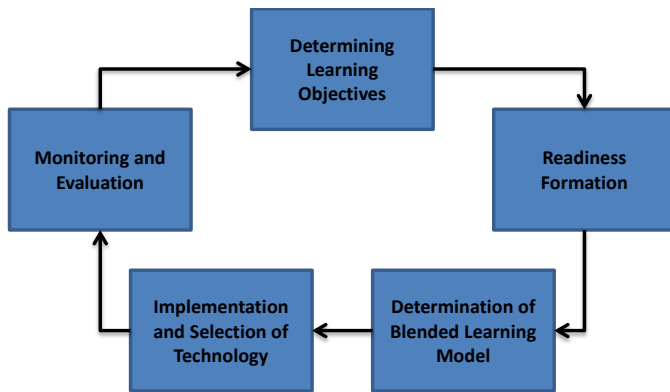 Determining
Learning
Objectives
Monitoring and
Evaluation
Readiness
Formation
Implementation
and Selection of
Technology
Determination of
Blended Learning
Model